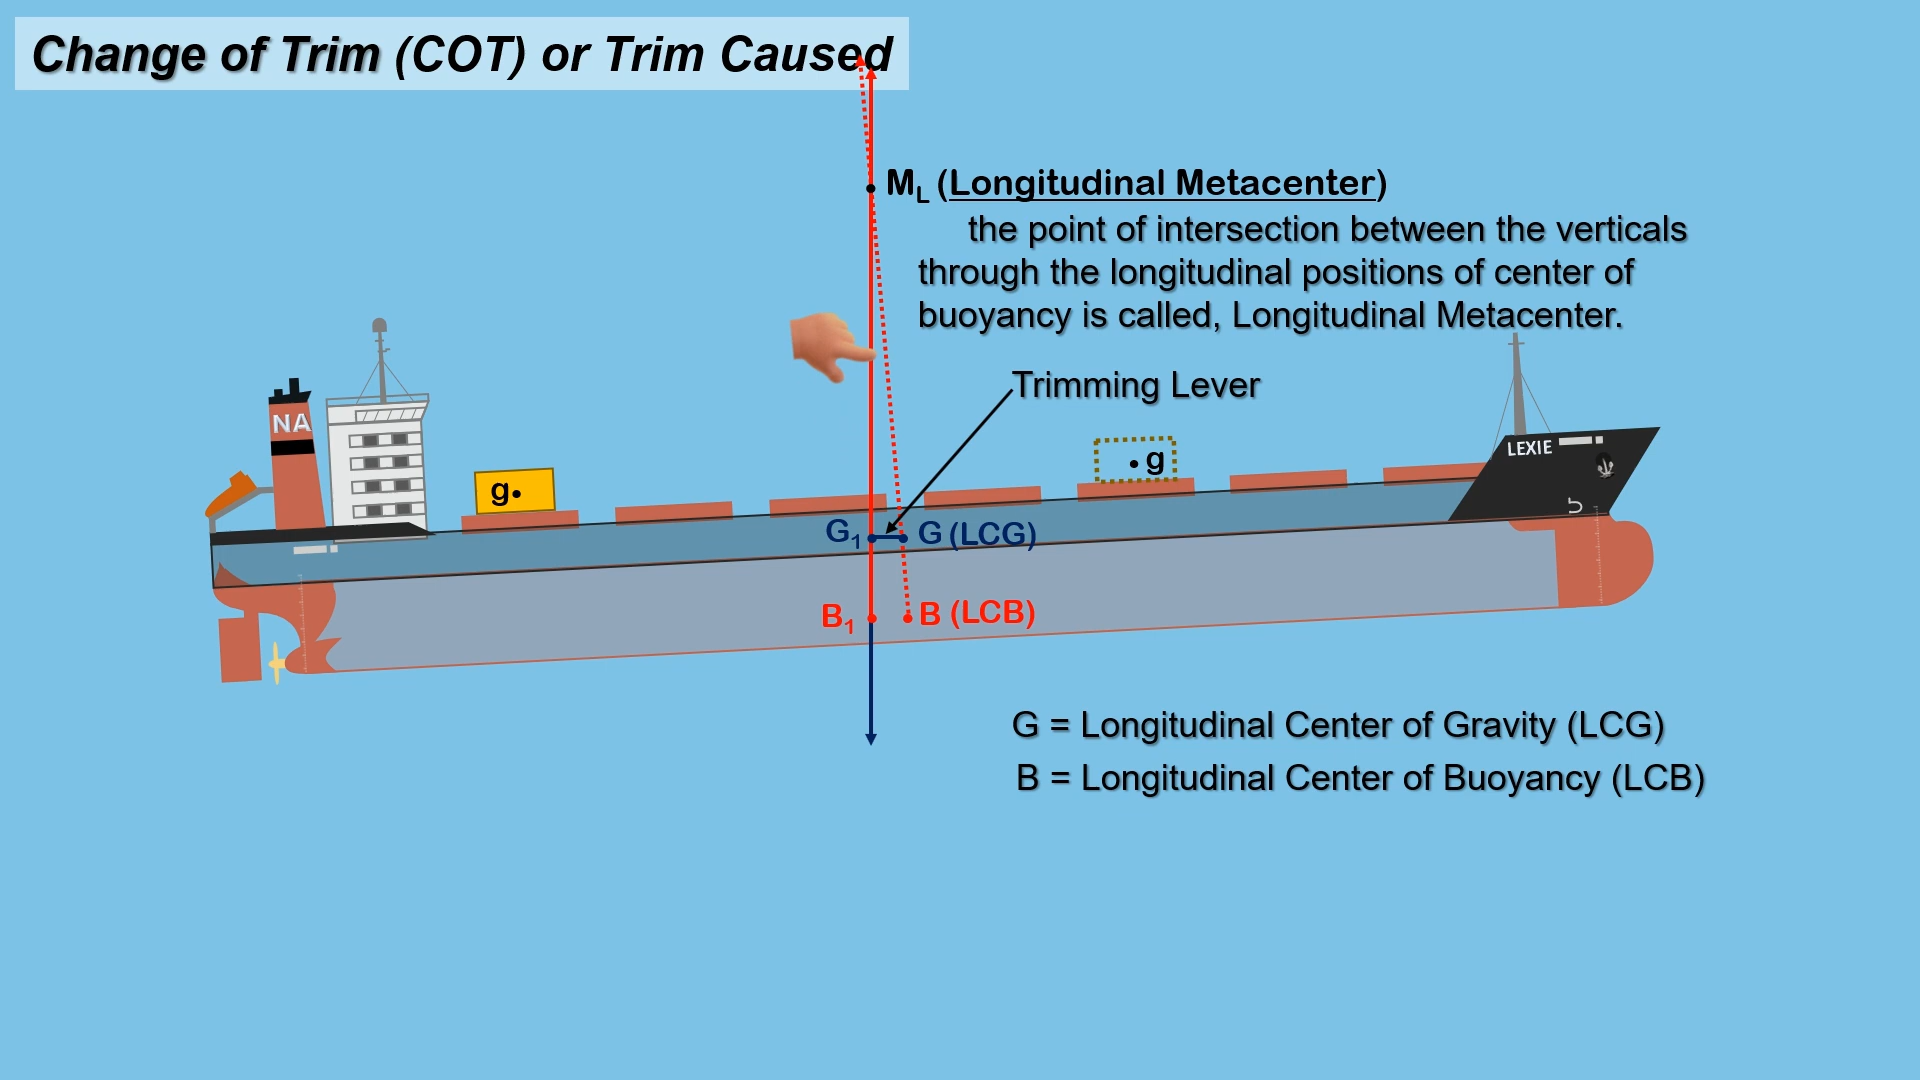 Change of Trim (COT) or Trim Caused
ML (Longitudinal Metacenter)
the point of intersection between the verticals
through the longitudinal positions of center of
buoyancy is called, Longitudinal Metacenter.
Trimming Lever
NA
LEXIE
g
g
G1
G (LCG)
B1
B (LCB)
G = Longitudinal Center of Gravity (LCG)
B = Longitudinal Center of Buoyancy (LCB)